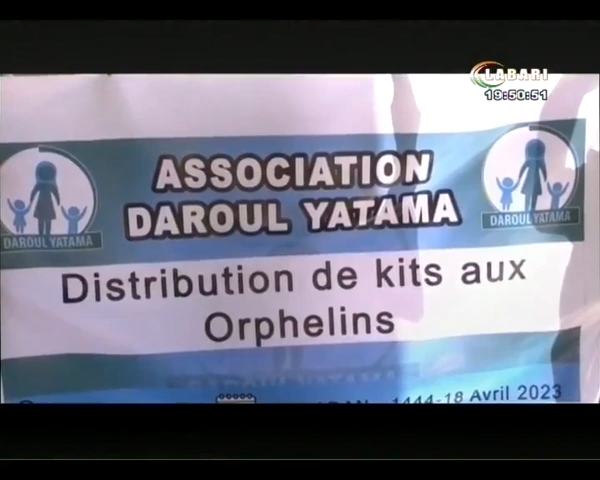 LABARI
19:50:51
ASSOCIATION
DAROUL YATAMA
DAROUL YATAMA
DAROUL YATAMA
Distribution de kits aux
Orphelins
1444-18 Avril 2023